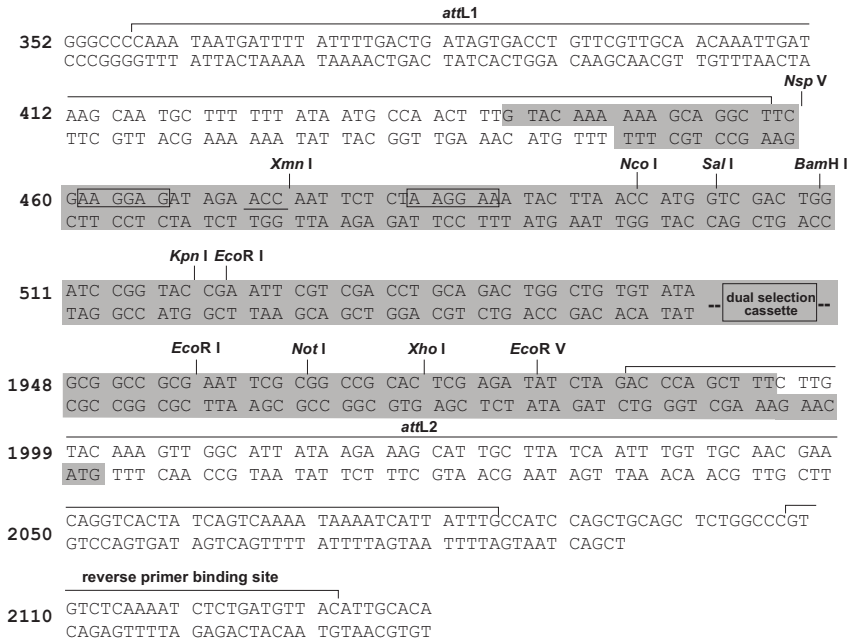 attL1
352 GGGCCCCAAA TAATGATTTT ATTTTGACTG ATAGTGACCT GTTCGTTGCA ACAAATTGAT
CCCGGGGTTT ATTACTAAAA TAAAACTGAC TATCACTGGA CAAGCAACGT TGTTTAACTA
Nsp V
412 AAG CAA TGC TTT TTT ATA ATG CCA ACT TTG TAC AAA AAA GCA GGC TTC
TTC GTT ACG AAA AAA TAT TAC GGT TGA AAC ATG TTT TTT CGT CCG AAG
Xmn I Nco I Sal I BamH I
460 GAA GGA GAT AGA ACC AAT TCT CTA AGG AAA TAC TTA ACC ATG GTC GAC TGG
CTT CCT CTA TCT TGG TTA AGA GAT TCC TTT ATG AAT TGG TAC CAG CTG ACC
Kpn I EcoR I
511 ATC CGG TAC CGA ATT CGT CGA CCT GCA GAC TGG CTG TGT ATA -- dual selection cassette --
TAG GCC ATG GCT TAA GCA GCT GGA CGT CTG ACC GAC ACA TAT
EcoR I Not I Xho I EcoR V
1948 GCG GCC GCG AAT TCG CGG CCG CAC TCG AGA TAT CTA GAC CCA GCT TTC TTG
CGC CGG CGC TTA AGC GCC GGC GTG AGC TCT ATA GAT CTG GGT CGA AAG AAC
attL2
1999 TAC AAA GTT GGC ATT ATA AGA AAG CAT TGC TTA TCA ATT TGT TGC AAC GAA
ATG TTT CAA CCG TAA TAT TCT TTC GTA ACG AAT AGT TAA ACA ACG TTG CTT
2050 CAGGTCACTA TCAGTCAAAA TAAAATCATT ATTTGCCATC CAGCTGCAGC TCTGGCCCGT
GTCCAGTGAT AGTCAGTTTT ATTTTAGTAA TTTTAGTAAT CAGCT
reverse primer binding site
2110 GTCTCAAAAT CTCTGATGTT ACATTGCACA
CAGAGTTTTA GAGACTACAA TGTAACGTGT